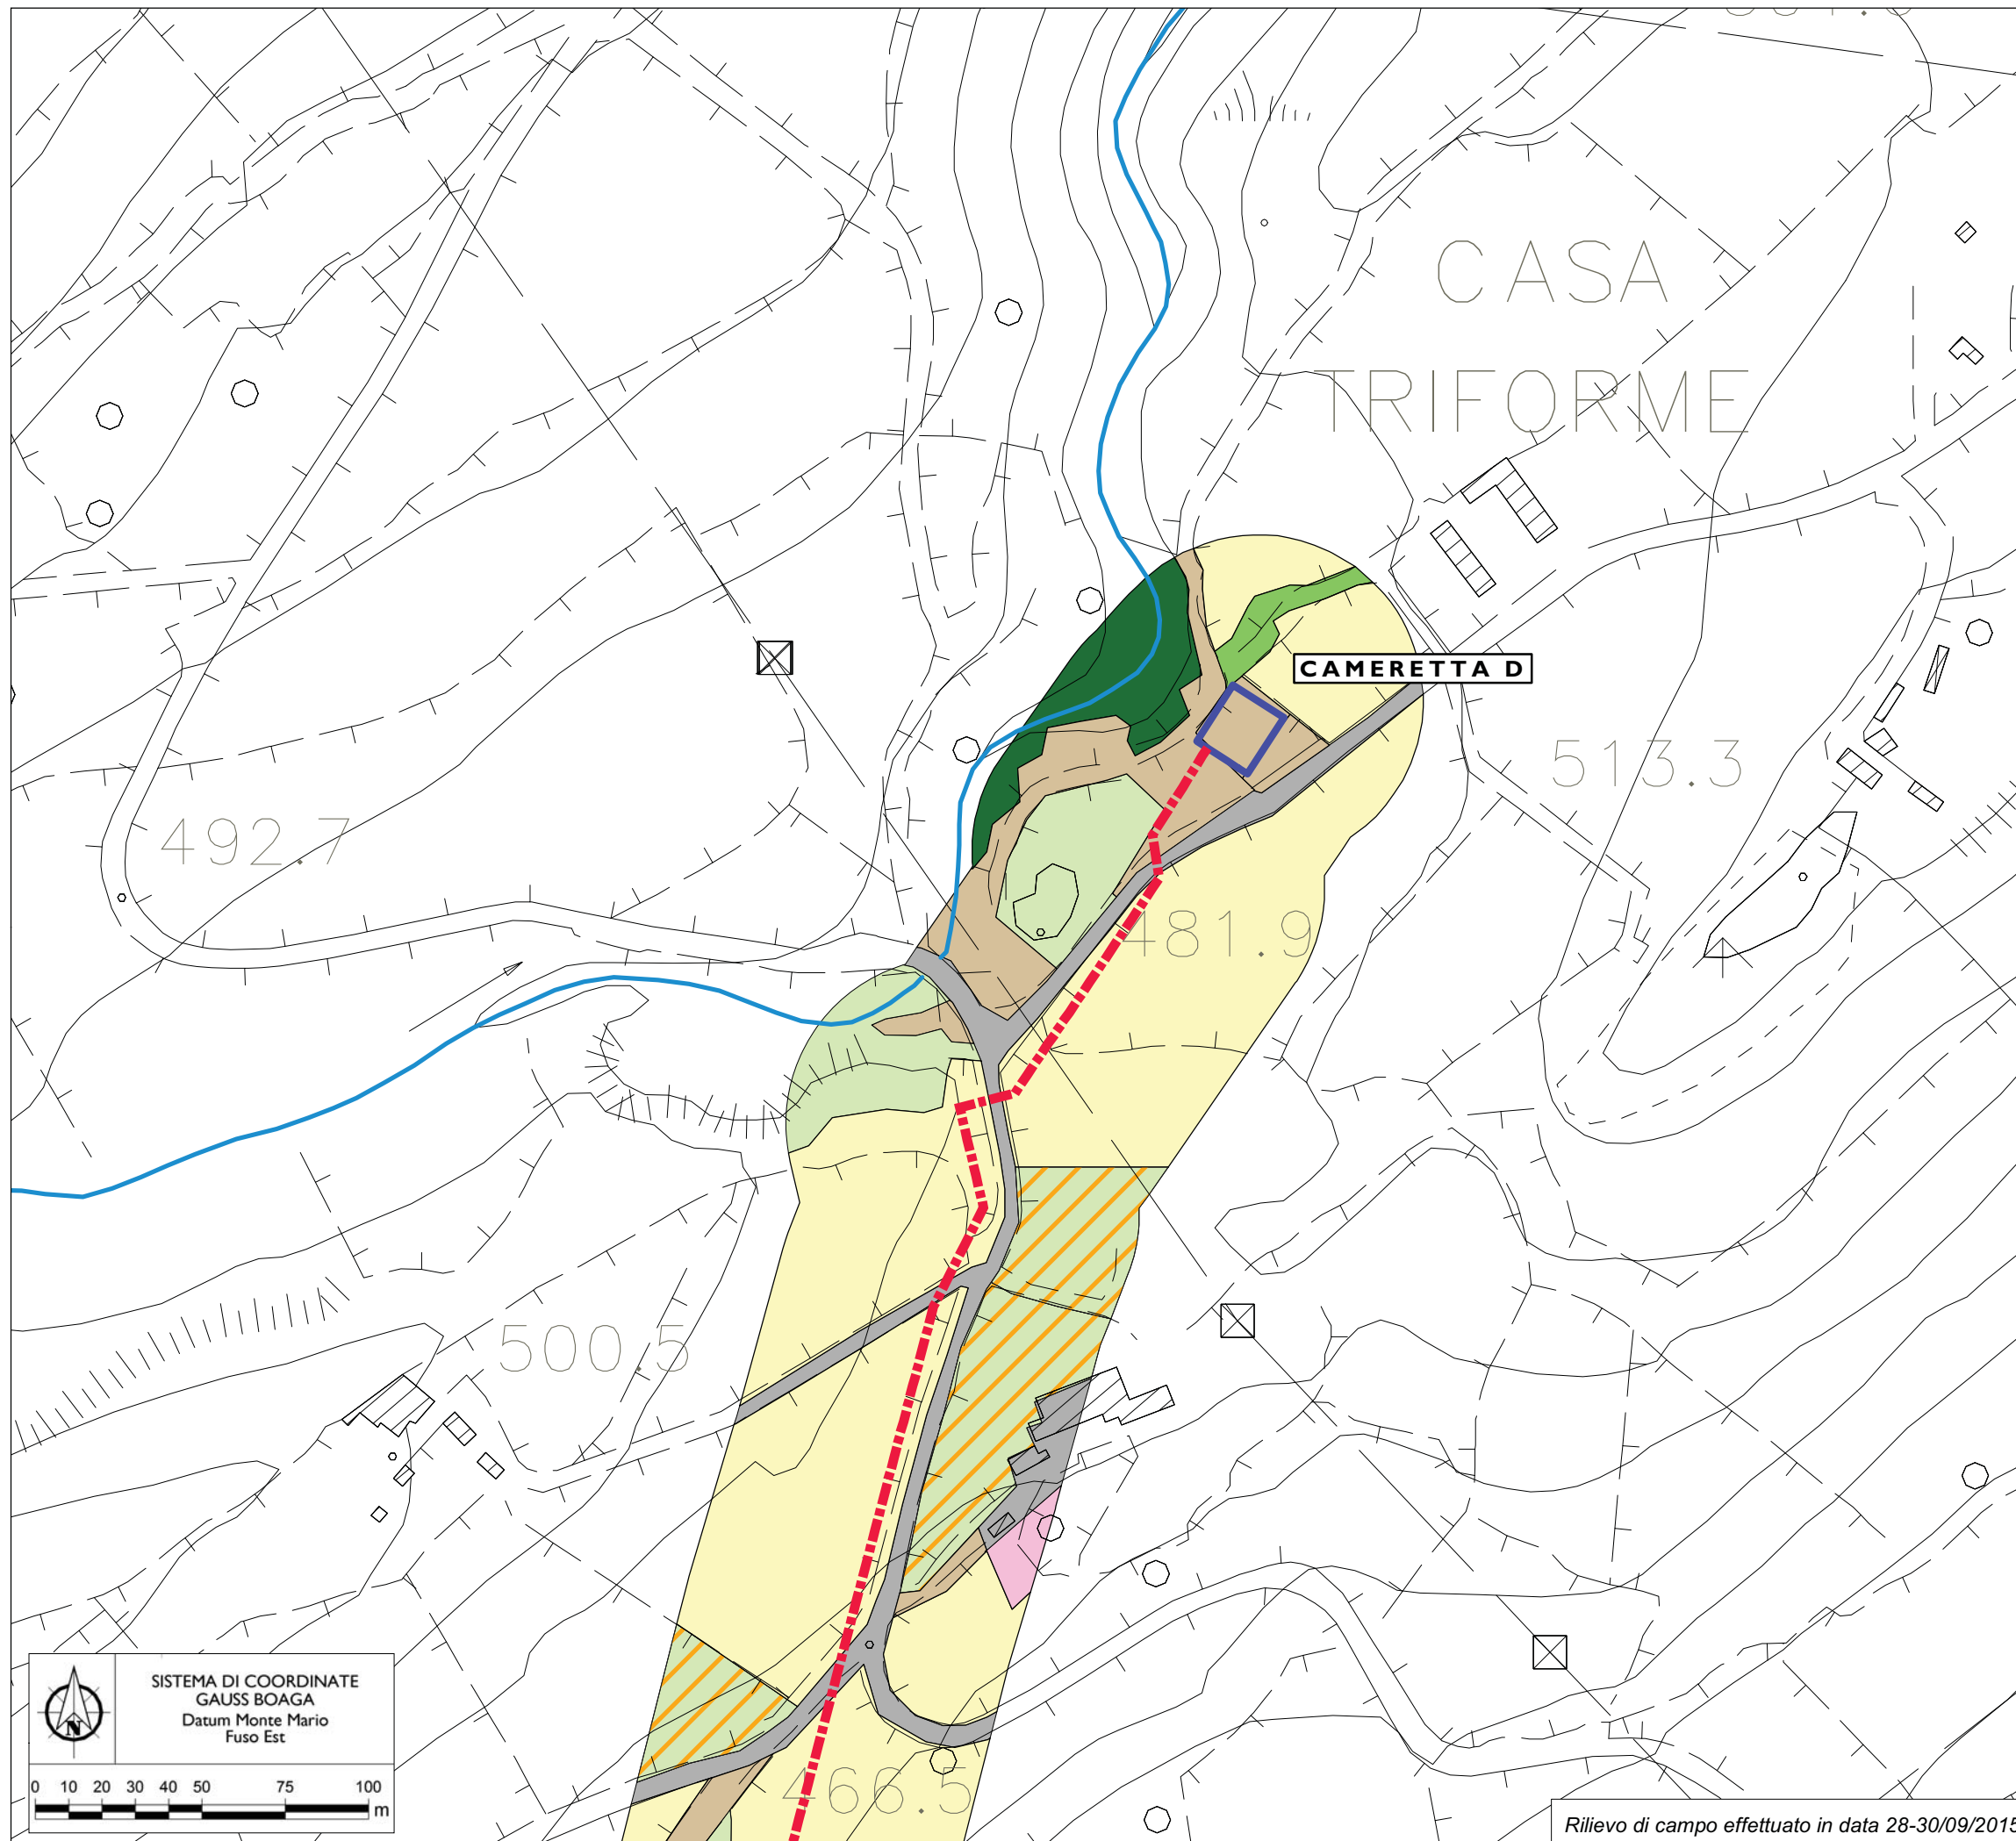 CASA
TRIFORME
CAMERETTA D
513.3
492.7
481.9
500.5
466.5
SISTEMA DI COORDINATE
GAUSS BOAGA
Datum Monte Mario
Fuso Est
N
0 10 20 30 40 50 75 100 m
Rilievo di campo effettuato in data 28-30/09/2015